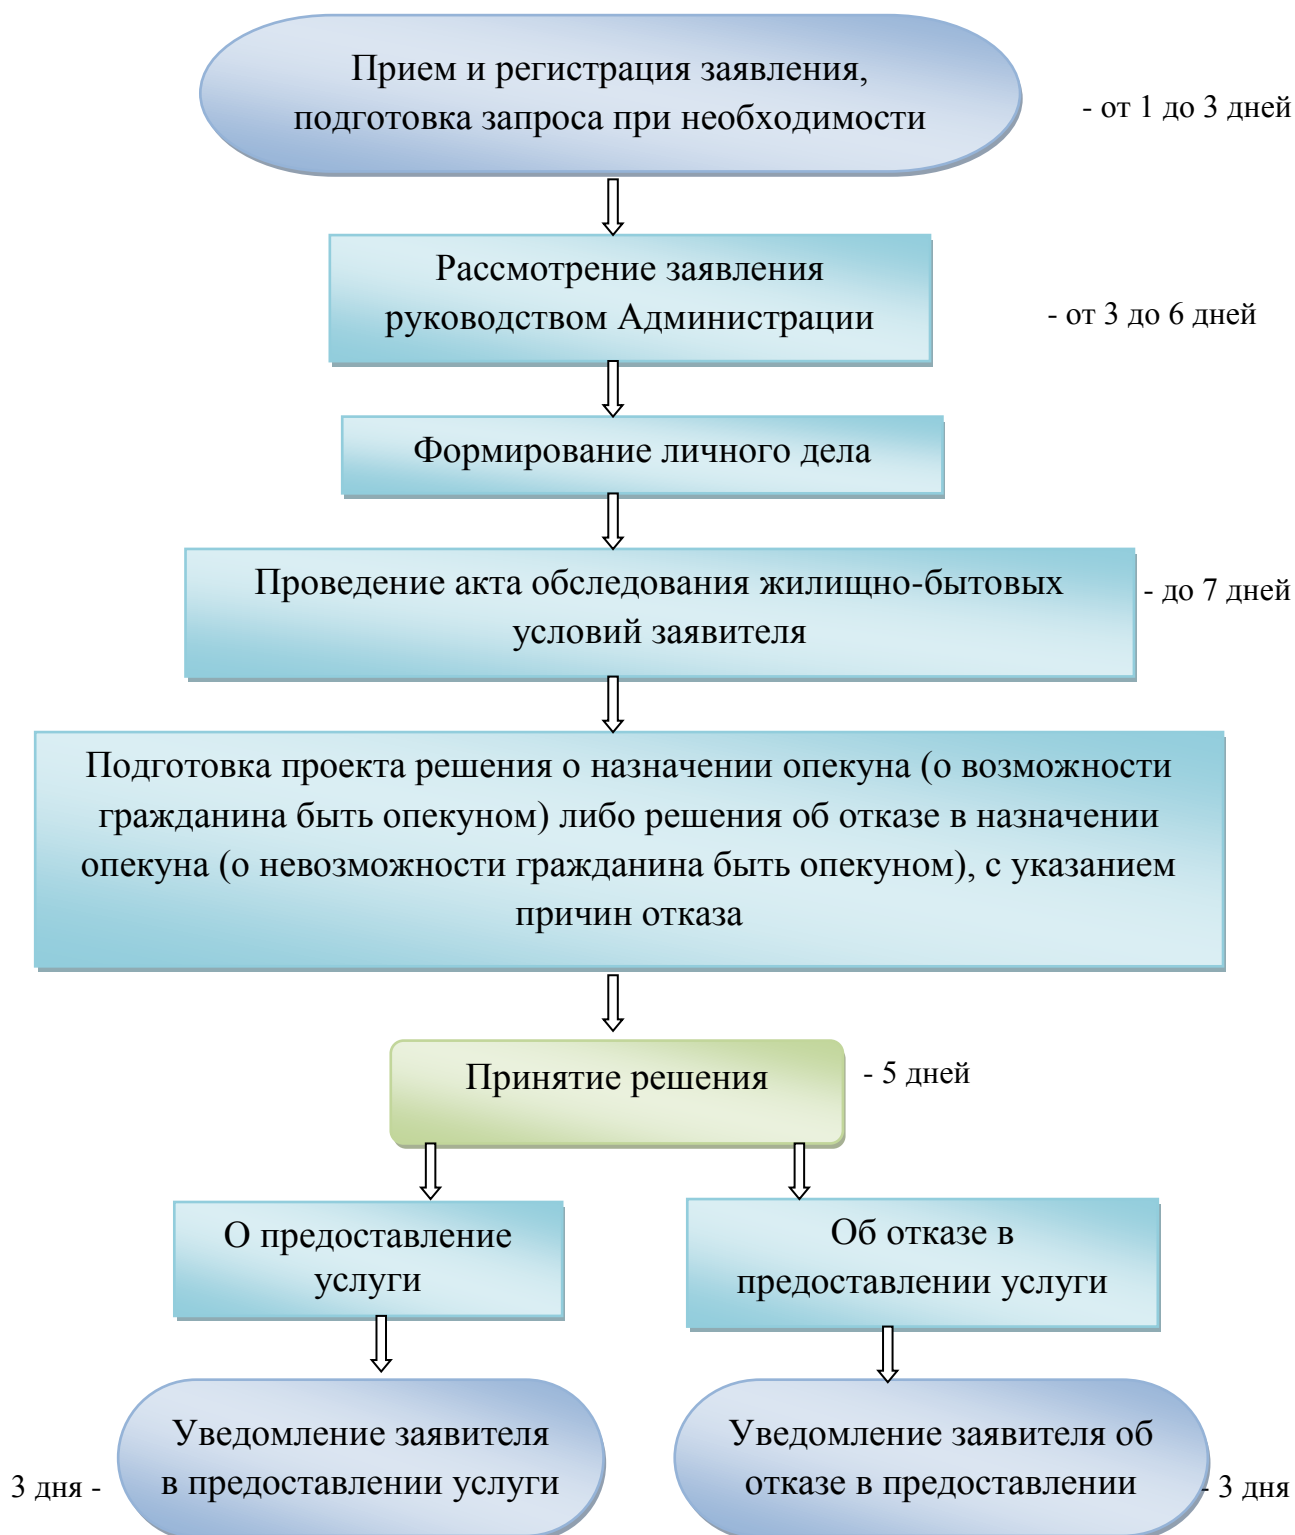 Прием и регистрация заявления,
подготовка запроса при необходимости
- от 1 до 3 дней
Рассмотрение заявления
руководством Администрации
- от 3 до 6 дней
Формирование личного дела
Проведение акта обследования жилищно-бытовых
условий заявителя
- до 7 дней
Подготовка проекта решения о назначении опекуна (о возможности
гражданина быть опекуном) либо решения об отказе в назначении
опекуна (о невозможности гражданина быть опекуном), с указанием
причин отказа
Принятие решения
- 5 дней
О предоставление
услуги
Об отказе в
предоставлении услуги
Уведомление заявителя
в предоставлении услуги
3 дня -
Уведомление заявителя об
отказе в предоставлении
- 3 дня